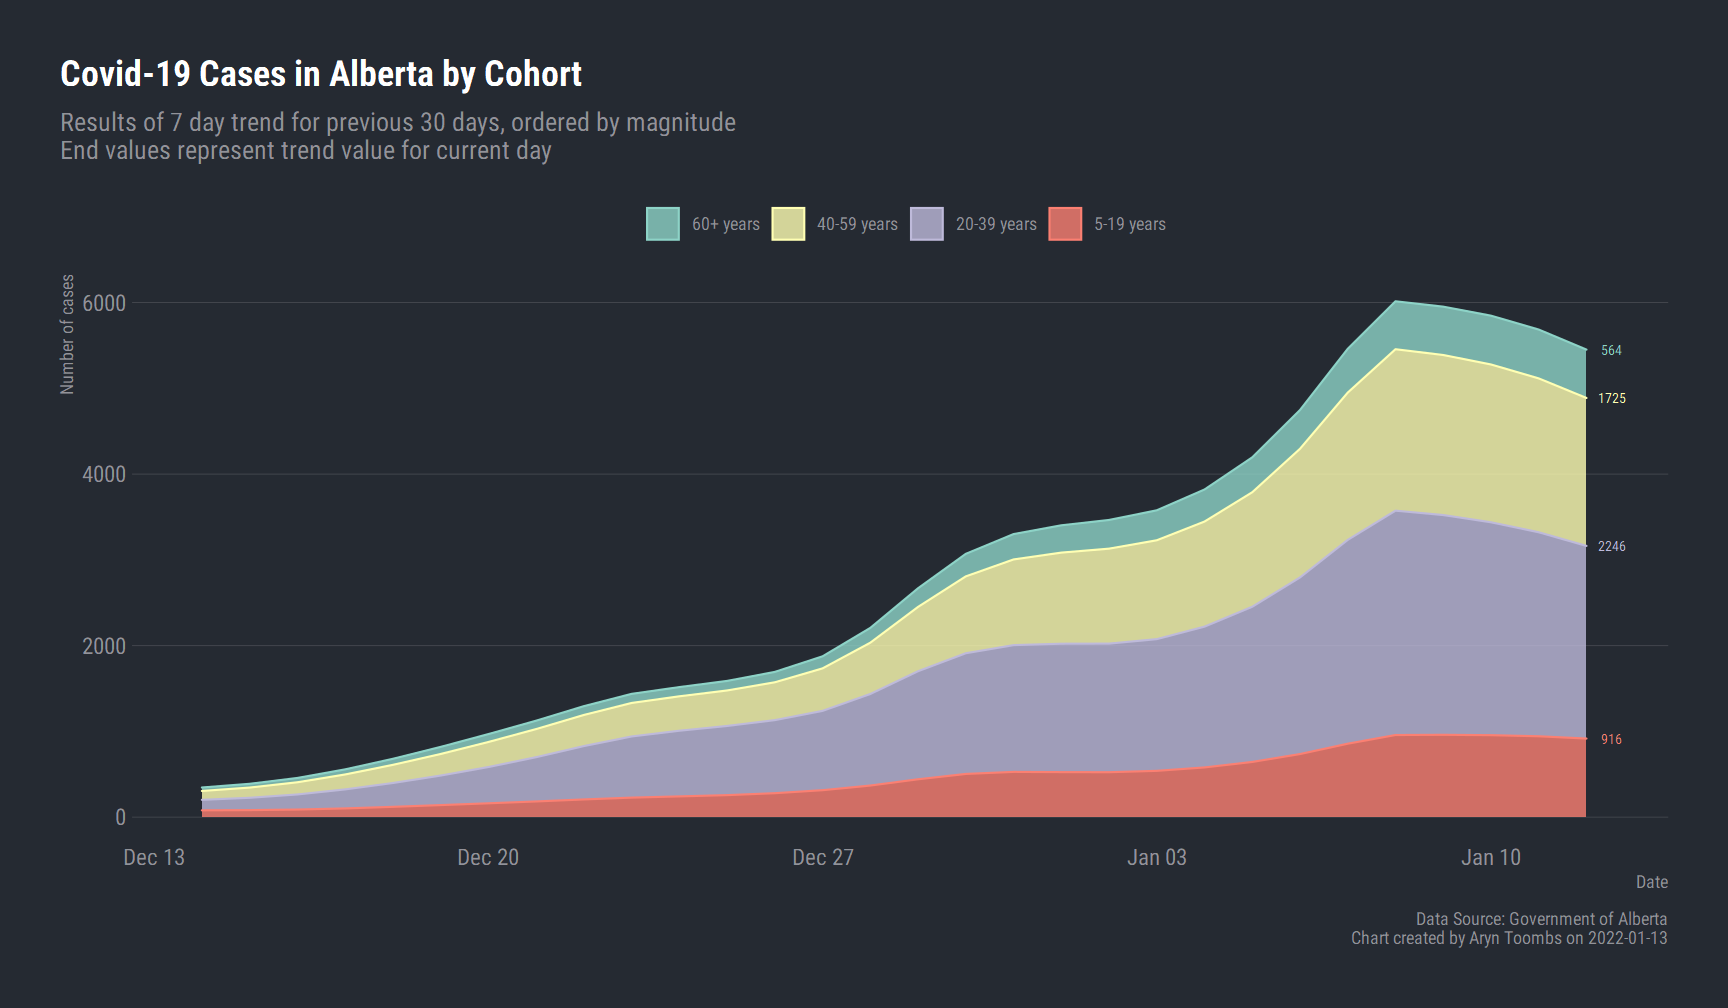 Covid-19 Cases in Alberta by Cohort
Results of 7 day trend for previous 30 days, ordered by magnitude
End values represent trend value for current day
60+ years 40-59 years 20-39 years 5-19 years
Number of cases
6000
4000
2000
0
564
1725
2246
916
Dec 13 Dec 20 Dec 27 Jan 03 Jan 10
Date
Data Source: Government of Alberta
Chart created by Aryn Toombs on 2022-01-13